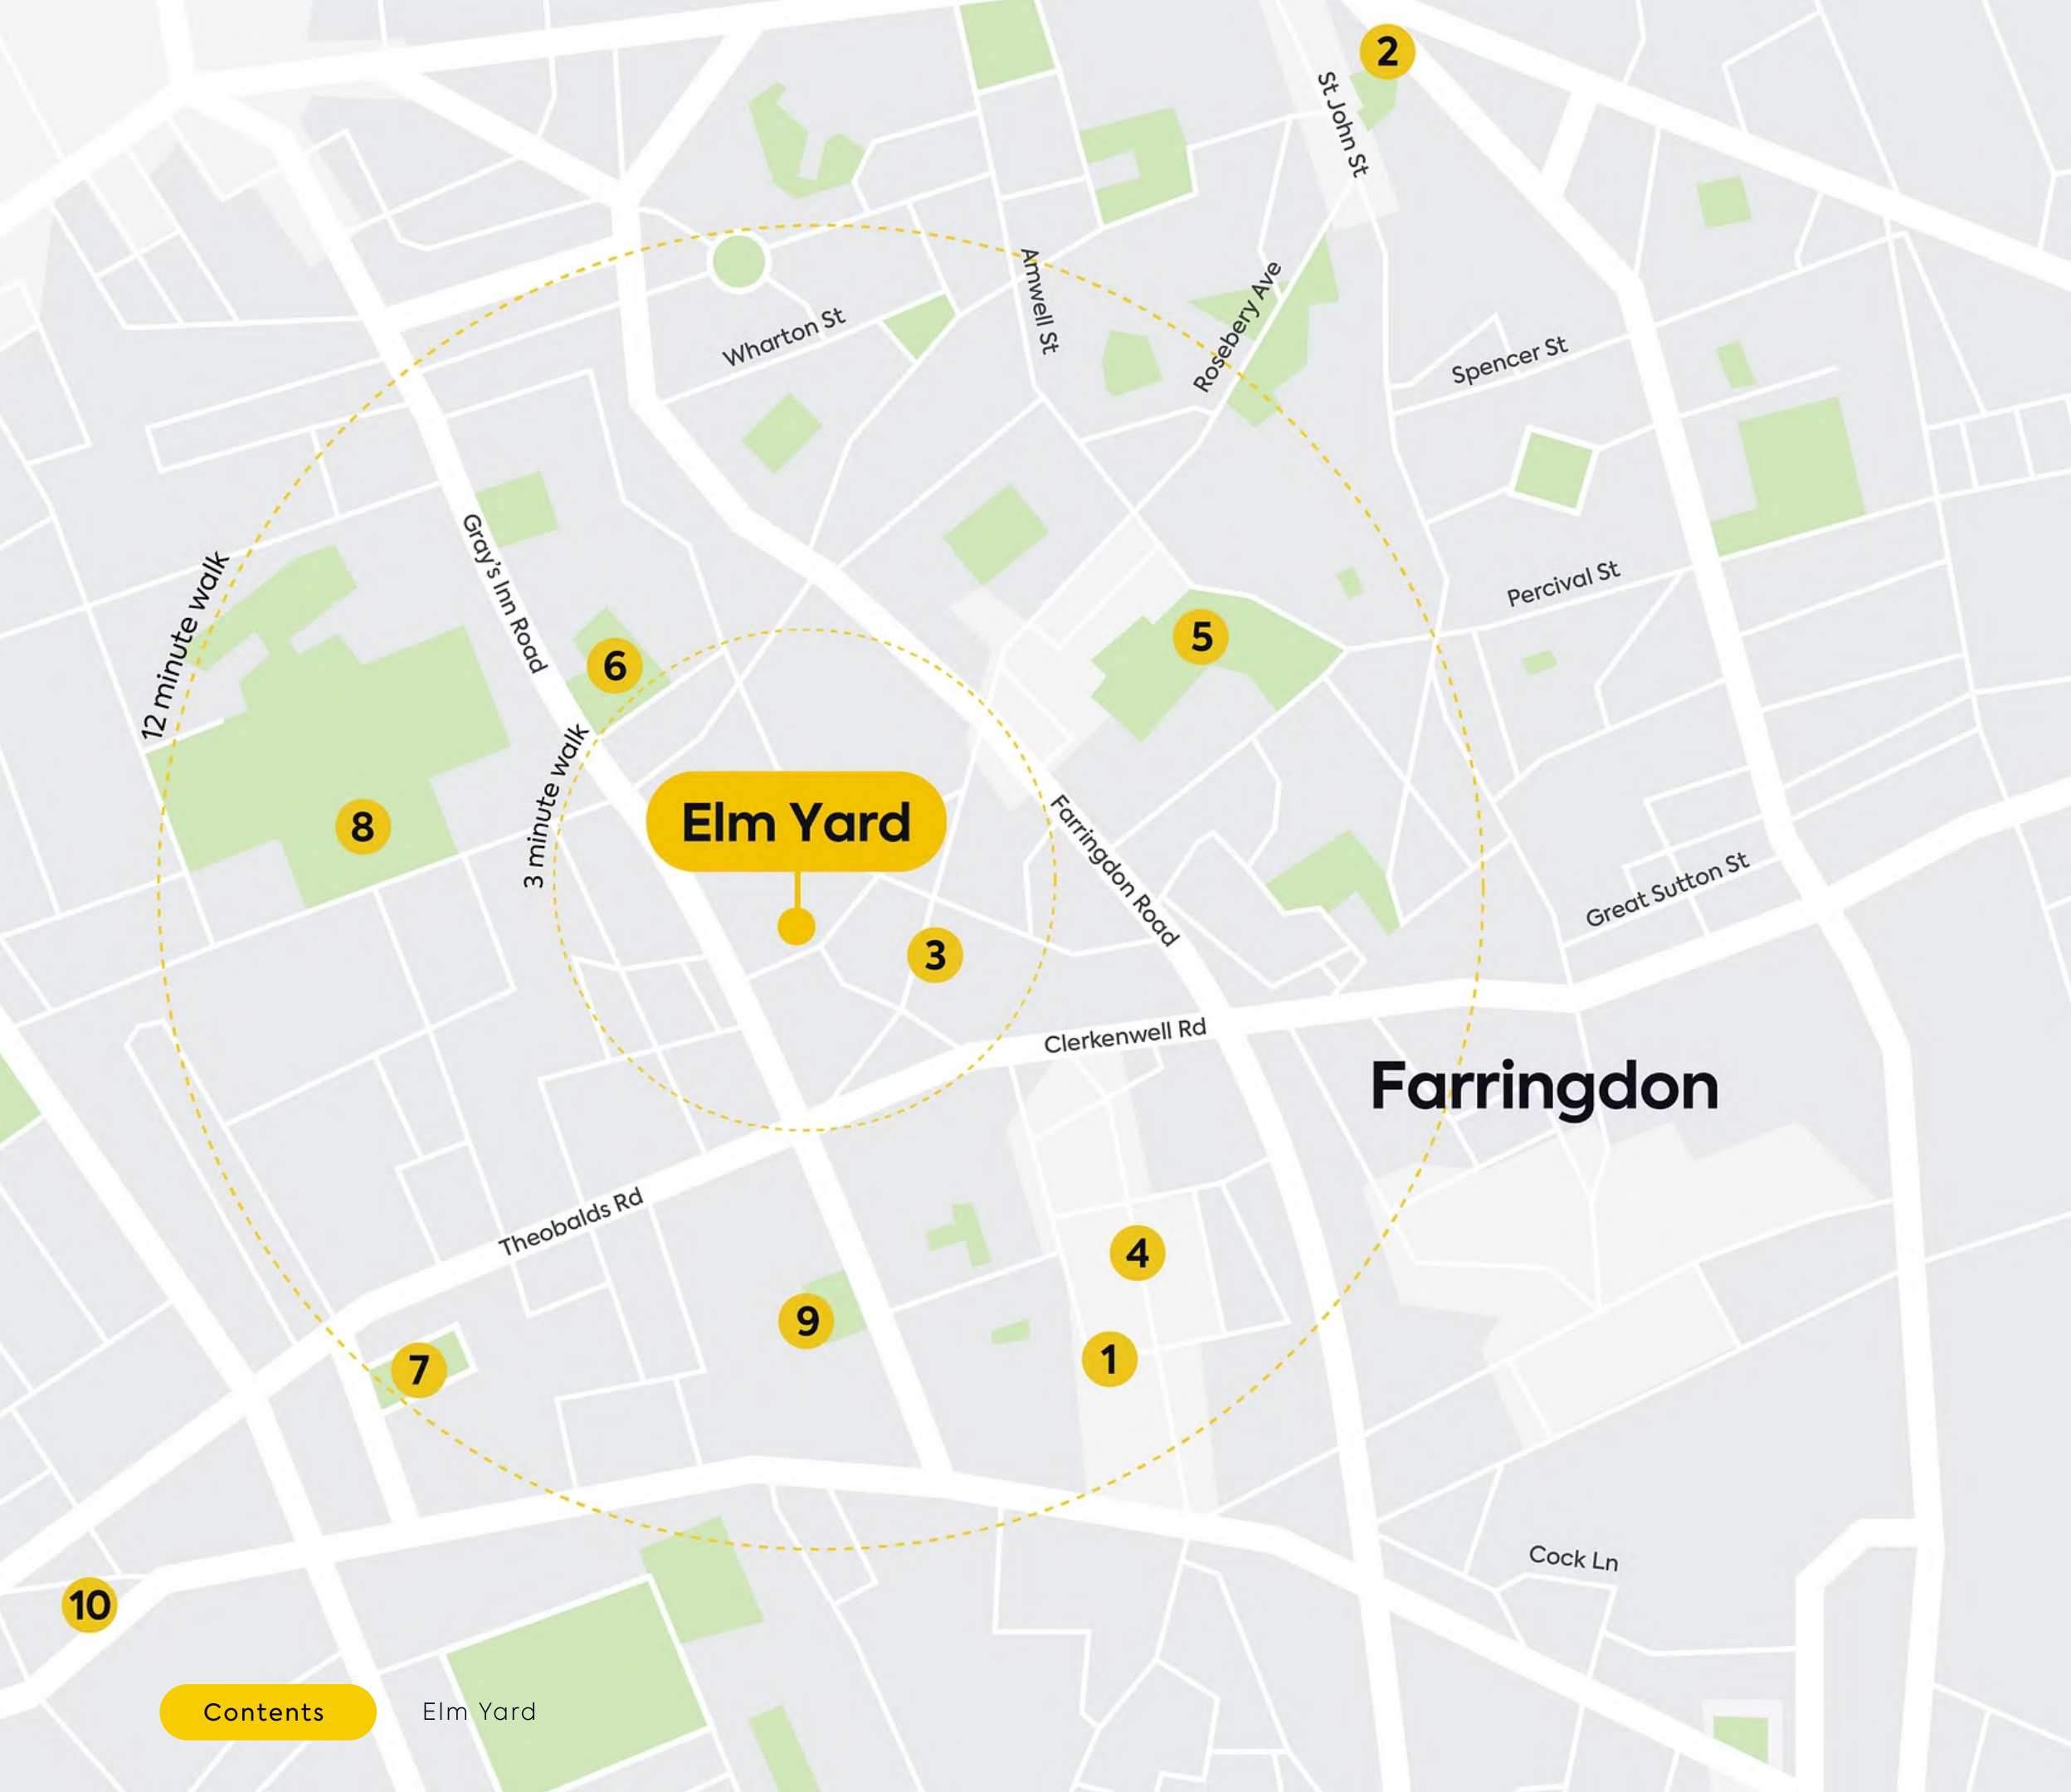 2
St John St
Amwell St
Rosebery Ave
Wharton St
Spencer St
Gray's Inn Road
12 minute walk
Percival St
5
6
3 minute walk
Elm Yard
8
Farringdon Road
Great Sutton St
3
Clerkenwell Rd
Farringdon
Theobalds Rd
4
9
1
7
Cock Ln
10
Contents
Elm Yard